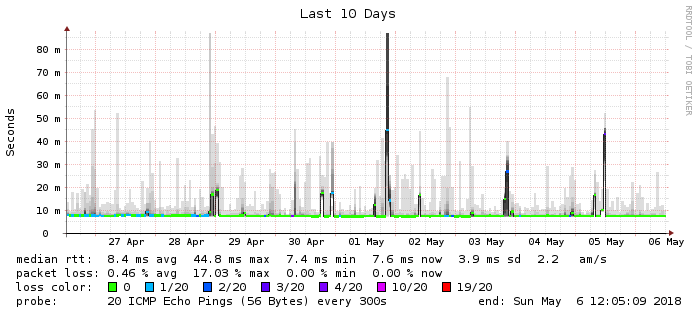 Last 10 Days
RRDTOOL / TOBI OETIKER
Seconds
80 m
70 m
60 m
50 m
40 m
30 m
20 m
10 m
0
27 Apr 28 Apr 29 Apr 30 Apr 01 May 02 May 03 May 04 May 05 May 06 May
median rtt: 8.4 ms avg 44.8 ms max 7.4 ms min 7.6 ms now 3.9 ms sd 2.2 am/s
packet loss: 0.46 % avg 17.03 % max 0.00 % min 0.00 % now
loss color: 0 1/20 2/20 3/20 4/20 10/20 19/20
probe: 20 ICMP Echo Pings (56 Bytes) every 300s end: Sun May 6 12:05:09 2018